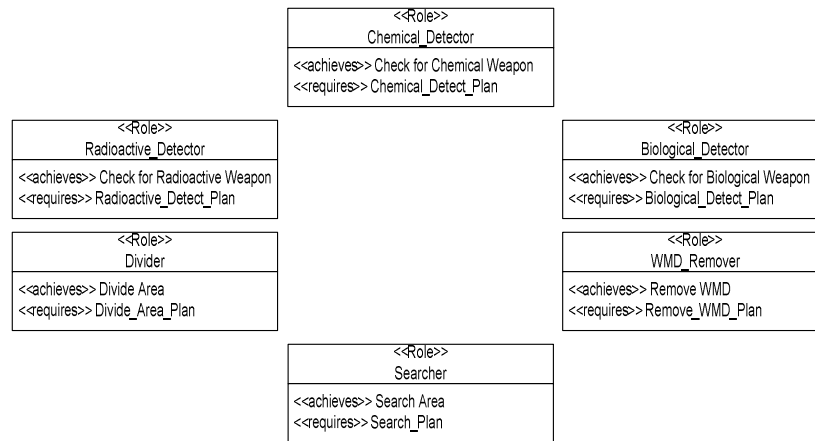 <<Role>>
Chemical_Detector
<<achieves>> Check for Chemical Weapon
<<requires>> Chemical_Detect_Plan
<<Role>>
Radioactive_Detector
<<achieves>> Check for Radioactive Weapon
<<requires>> Radioactive_Detect_Plan
<<Role>>
Biological_Detector
<<achieves>> Check for Biological Weapon
<<requires>> Biological_Detect_Plan
<<Role>>
Divider
<<achieves>> Divide Area
<<requires>> Divide_Area_Plan
<<Role>>
WMD_Remover
<<achieves>> Remove WMD
<<requires>> Remove_WMD_Plan
<<Role>>
Searcher
<<achieves>> Search Area
<<requires>> Search_Plan